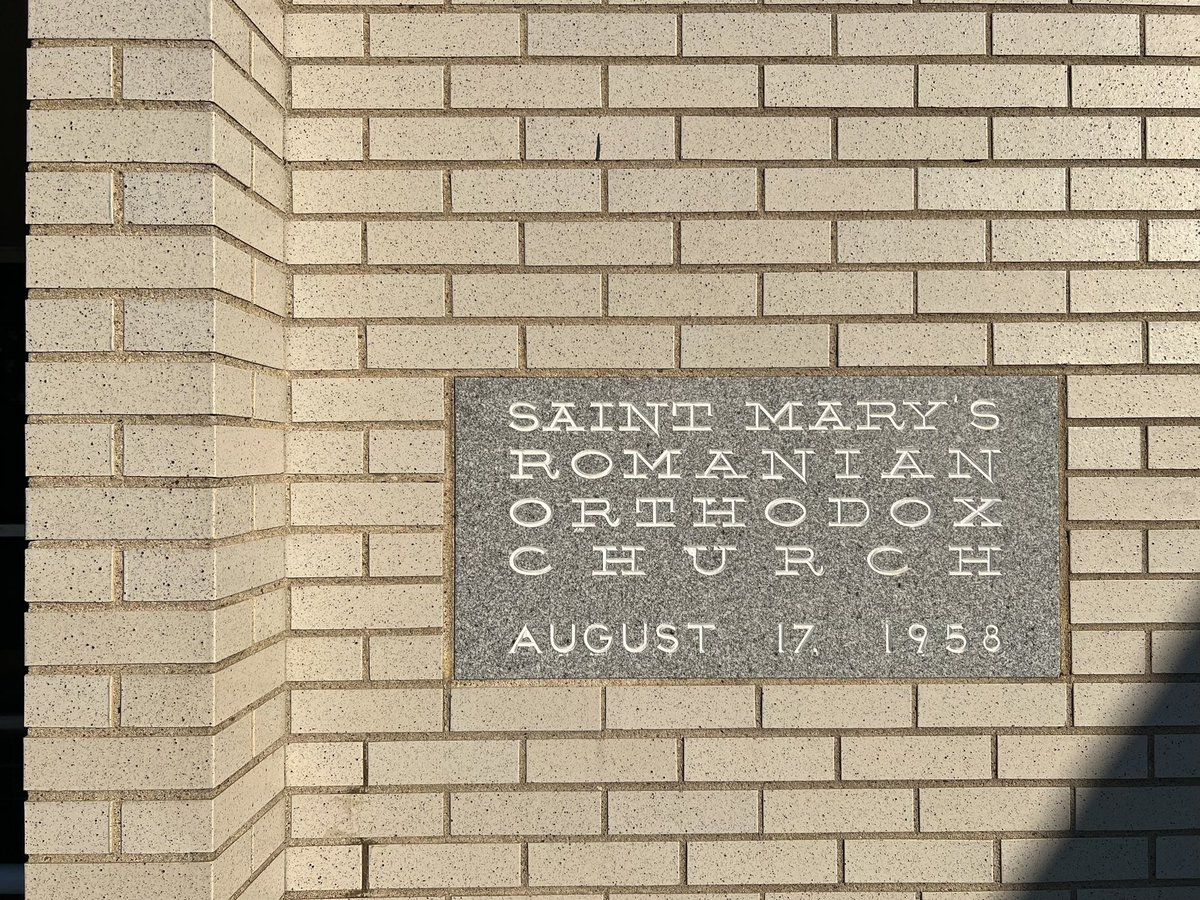 SAINT MARY'S
ROMANIAN
ORTHODOX
CHURCH
AUGUST 17. 1958